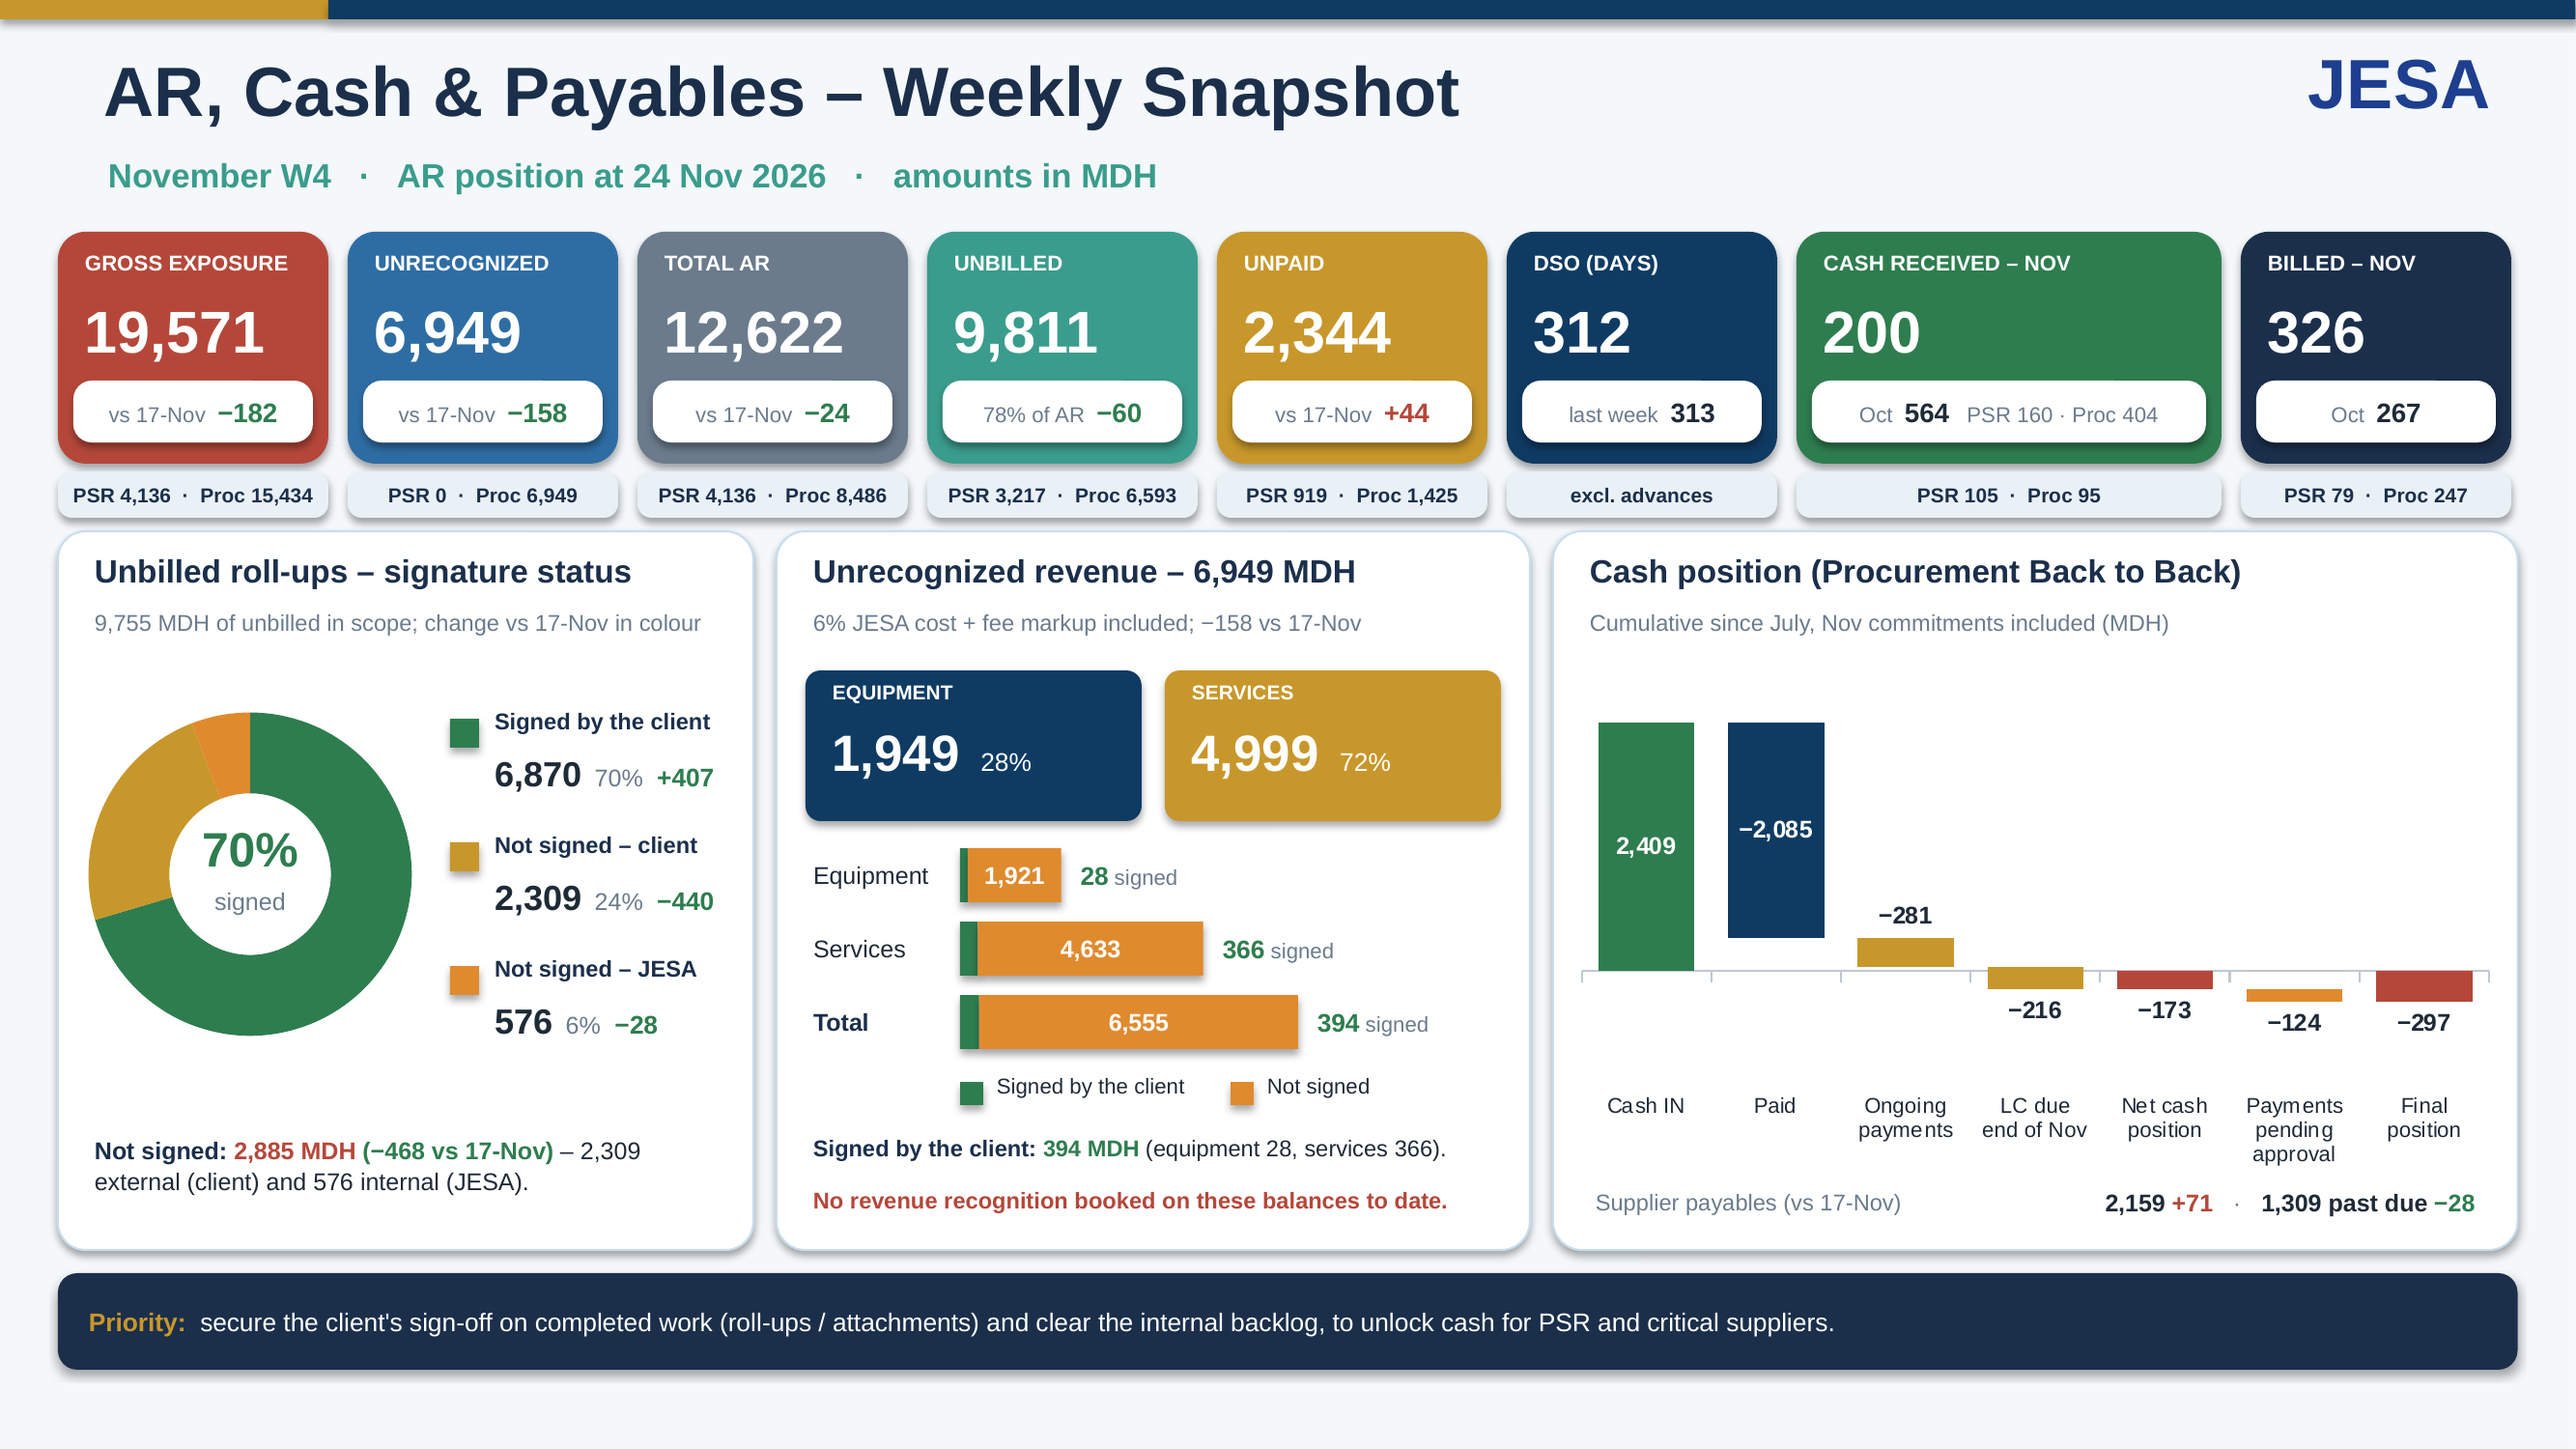 AR, Cash & Payables – Weekly Snapshot
JESA
November W4 · AR position at 24 Nov 2026 · amounts in MDH
GROSS EXPOSURE
19,571
vs 17-Nov −182
PSR 4,136 · Proc 15,434
UNRECOGNIZED
6,949
vs 17-Nov −158
PSR 0 · Proc 6,949
TOTAL AR
12,622
vs 17-Nov −24
PSR 4,136 · Proc 8,486
UNBILLED
9,811
78% of AR −60
PSR 3,217 · Proc 6,593
UNPAID
2,344
vs 17-Nov +44
PSR 919 · Proc 1,425
DSO (DAYS)
312
last week 313
excl. advances
CASH RECEIVED – NOV
200
Oct 564 PSR 160 · Proc 404
PSR 105 · Proc 95
BILLED – NOV
326
Oct 267
PSR 79 · Proc 247
Unbilled roll-ups – signature status
9,755 MDH of unbilled in scope; change vs 17-Nov in colour
70%
signed
Signed by the client
6,870 70% +407
Not signed – client
2,309 24% −440
Not signed – JESA
576 6% −28
Not signed: 2,885 MDH (−468 vs 17-Nov) – 2,309
external (client) and 576 internal (JESA).
Unrecognized revenue – 6,949 MDH
6% JESA cost + fee markup included; −158 vs 17-Nov
EQUIPMENT
1,949 28%
SERVICES
4,999 72%
Equipment 1,921 28 signed
Services 4,633 366 signed
Total 6,555 394 signed
Signed by the client Not signed
Signed by the client: 394 MDH (equipment 28, services 366).
No revenue recognition booked on these balances to date.
Cash position (Procurement Back to Back)
Cumulative since July, Nov commitments included (MDH)
2,409
−2,085
−281
−216
−173
−124
−297
Cash IN
Paid
Ongoing
payments
LC due
end of Nov
Net cash
position
Payments
pending
approval
Final
position
Supplier payables (vs 17-Nov) 2,159 +71 · 1,309 past due −28
Priority: secure the client's sign-off on completed work (roll-ups / attachments) and clear the internal backlog, to unlock cash for PSR and critical suppliers.